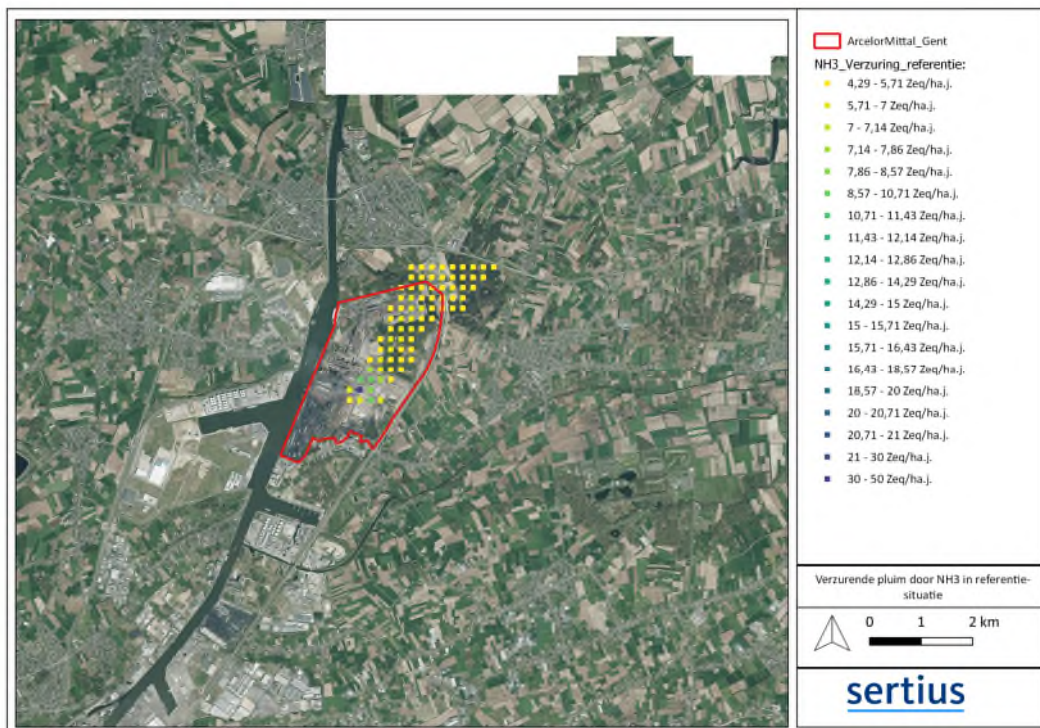 ArcelorMittal_Gent
NH3_Verzuring_referentie:
4,29 - 5,71 Zeq/ha.j.
5,71 - 7 Zeq/ha.j.
7 - 7,14 Zeq/ha.j.
7,14 - 7,86 Zeq/ha.j.
7,86 - 8,57 Zeq/ha.j.
8,57 - 10,71 Zeq/ha.j.
10,71 - 11,43 Zeq/ha.j.
11,43 - 12,14 Zeq/ha.j.
12,14 - 12,86 Zeq/ha.j.
12,86 - 14,29 Zeq/ha.j.
14,29 - 15 Zeq/ha.j.
15 - 15,71 Zeq/ha.j.
15,71 - 16,43 Zeq/ha.j.
16,43 - 18,57 Zeq/ha.j.
18,57 - 20 Zeq/ha.j.
20 - 20,71 Zeq/ha.j.
20,71 - 21 Zeq/ha.j.
21 - 30 Zeq/ha.j.
30 - 50 Zeq/ha.j.
Verzurende pluim door NH3 in referentie-
situatie
0 1 2 km
sertius